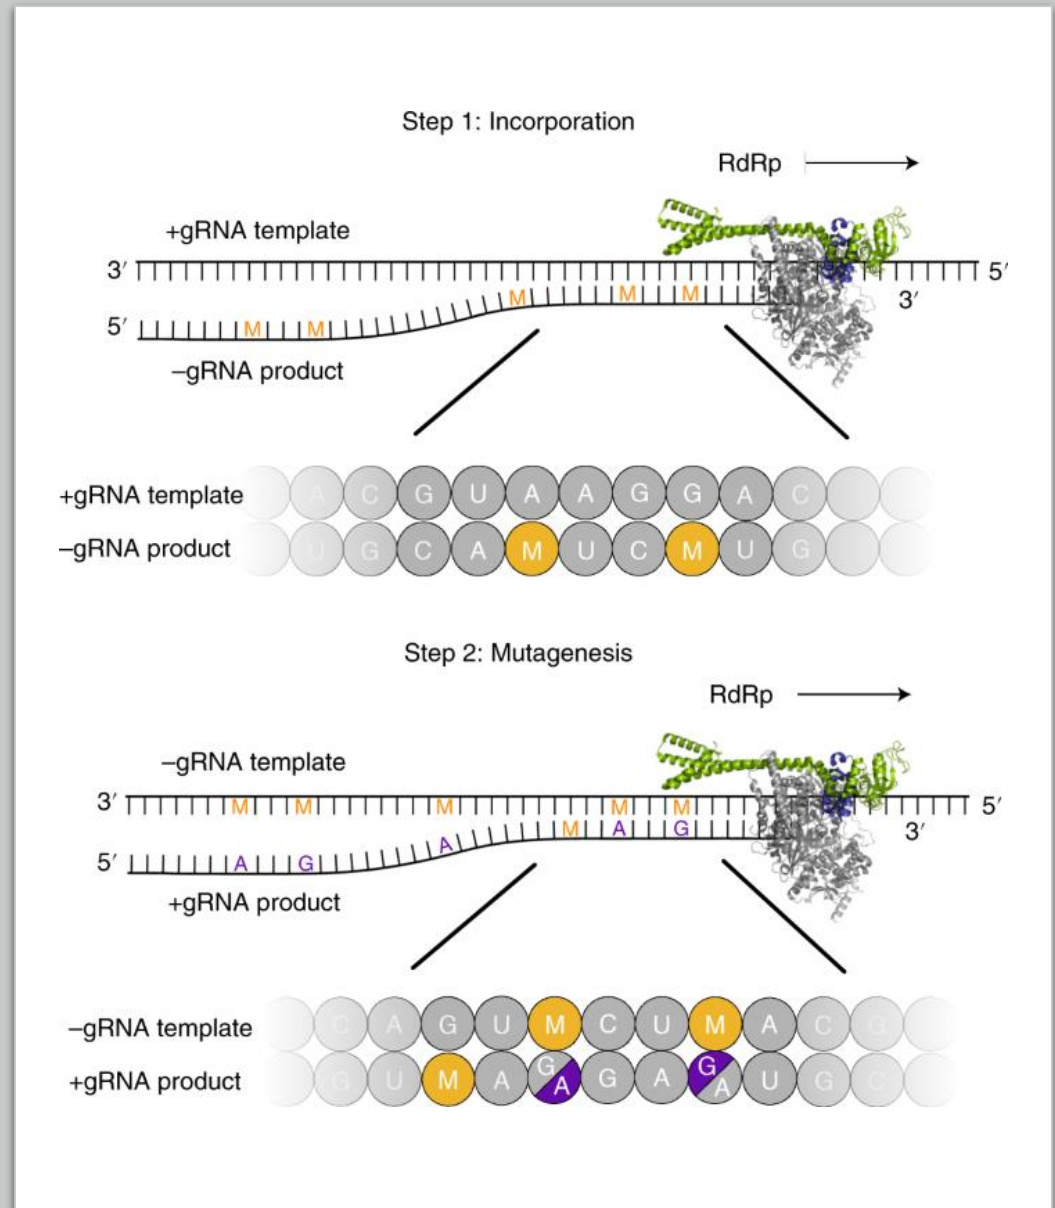 Step 1: Incorporation
RdRp
+gRNA template
3′ 5′
M M M 3′
5′ M M
–gRNA product
+gRNA template A C G U A A G G A C
–gRNA product U G C A M U C M U G
Step 2: Mutagenesis
RdRp
–gRNA template
3′ M M M M M 5′
M A G 3′
5′ A G A
+gRNA product
–gRNA template C A G U M C U M A C G
+gRNA product G U M A G A G A G A U G C